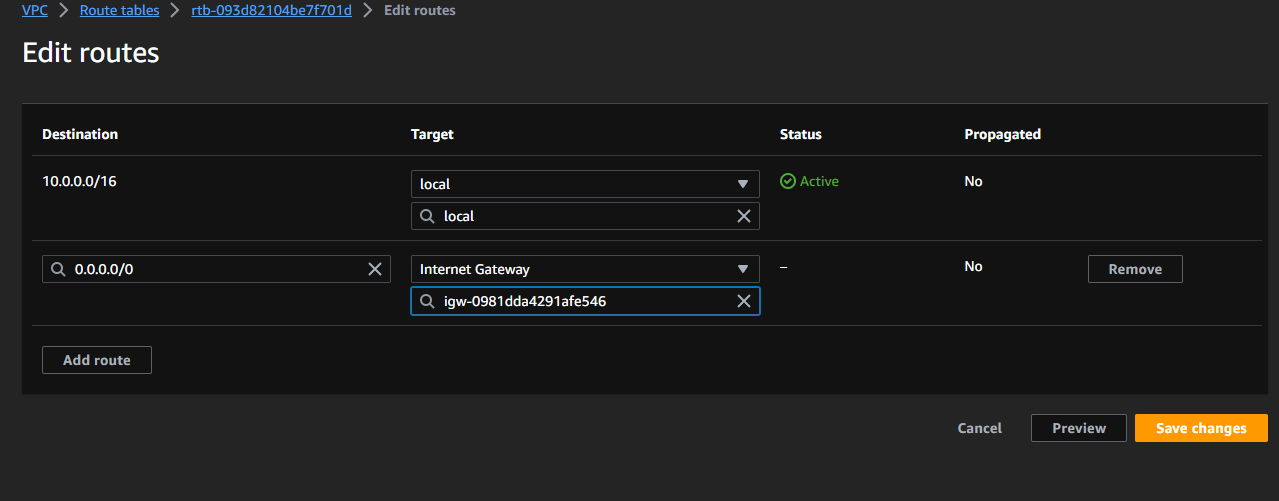 VPC > Route tables > rtb-093d82104be7f701d > Edit routes
Edit routes
Destination Target Status Propagated
10.0.0.0/16 local Active No
local
0.0.0.0/0 Internet Gateway – No Remove
igw-0981dda4291afe546
Add route
Cancel Preview Save changes